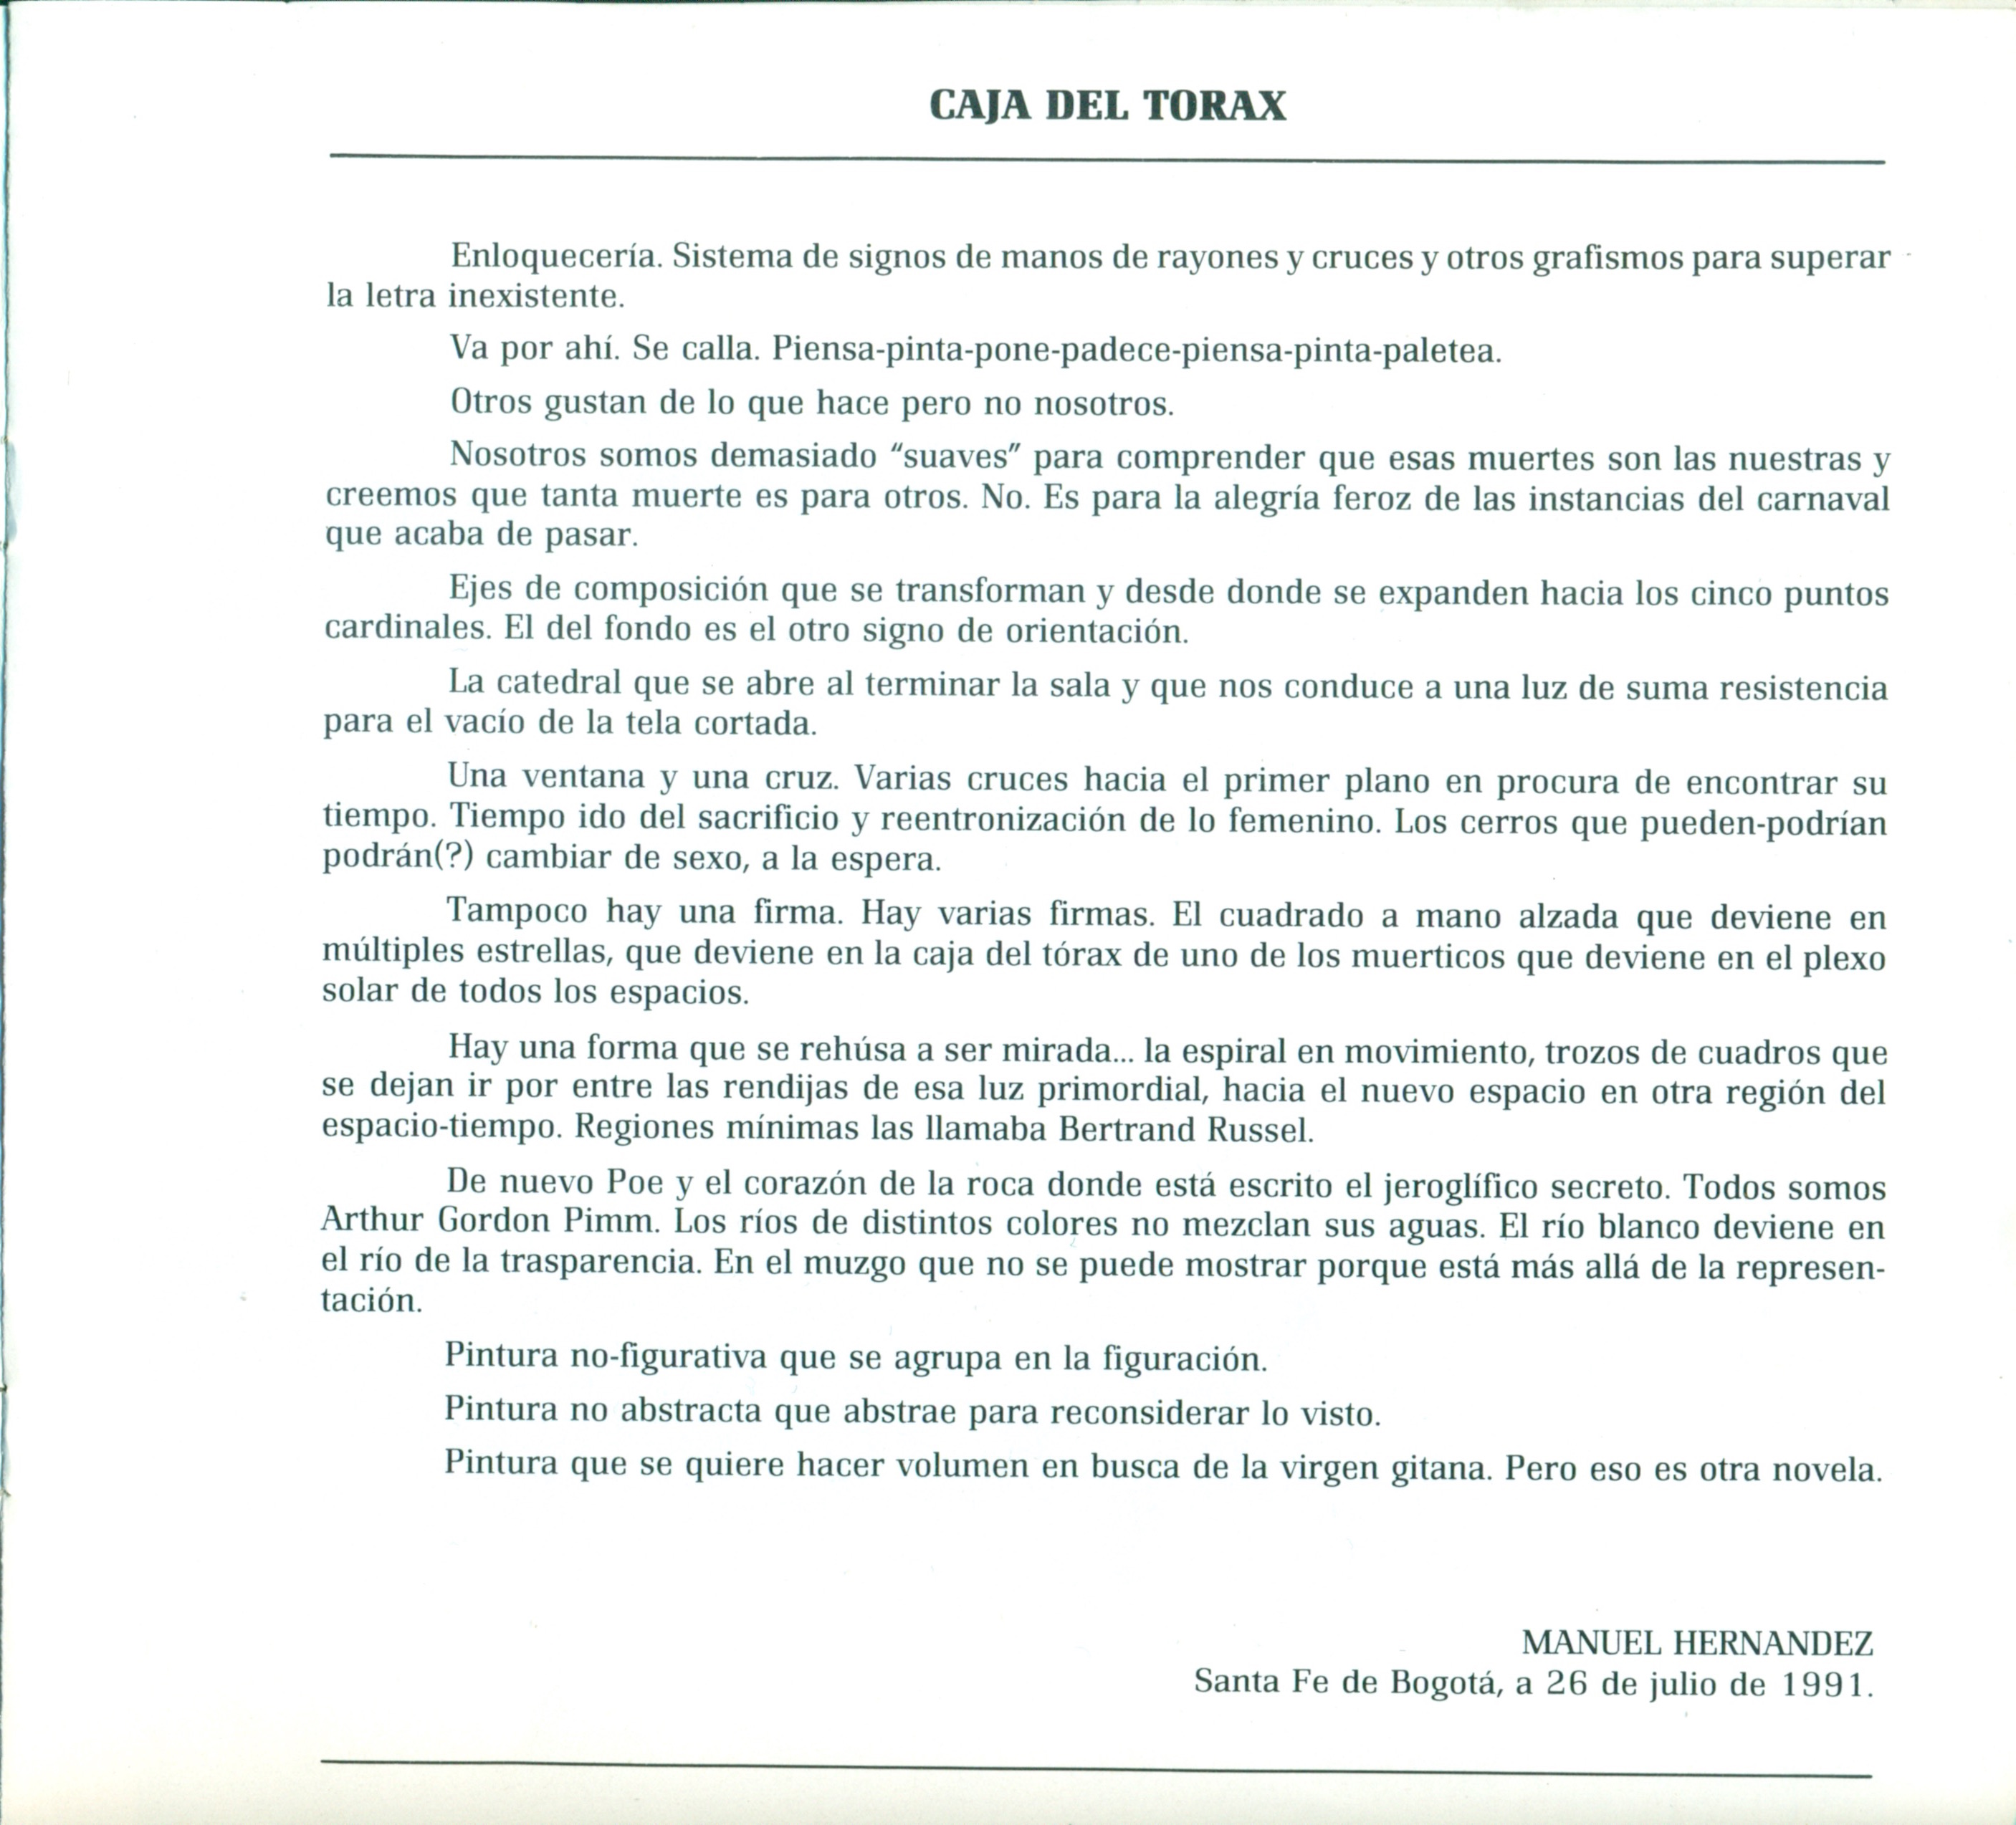 CAJA DEL TORAX
Enloquecería. Sistema de signos de manos de rayones y cruces y otros grafismos para superar
la letra inexistente.
Va por ahí. Se calla. Piensa-pinta-pone-padece-piensa-pinta-paletea.
Otros gustan de lo que hace pero no nosotros.
Nosotros somos demasiado “suaves” para comprender que esas muertes son las nuestras y
creemos que tanta muerte es para otros. No. Es para la alegría feroz de las instancias del carnaval
que acaba de pasar.
Ejes de composición que se transforman y desde donde se expanden hacia los cinco puntos
cardinales. El del fondo es el otro signo de orientación.
La catedral que se abre al terminar la sala y que nos conduce a una luz de suma resistencia
para el vacío de la tela cortada.
Una ventana y una cruz. Varias cruces hacia el primer plano en procura de encontrar su
tiempo. Tiempo ido del sacrificio y reentronización de lo femenino. Los cerros que pueden-podrían
podrán(?) cambiar de sexo, a la espera.
Tampoco hay una firma. Hay varias firmas. El cuadrado a mano alzada que deviene en
múltiples estrellas, que deviene en la caja del tórax de uno de los muerticos que deviene en el plexo
solar de todos los espacios.
Hay una forma que se rehúsa a ser mirada... la espiral en movimiento, trozos de cuadros que
se dejan ir por entre las rendijas de esa luz primordial, hacia el nuevo espacio en otra región del
espacio-tiempo. Regiones mínimas las llamaba Bertrand Russel.
De nuevo Poe y el corazón de la roca donde está escrito el jeroglífico secreto. Todos somos
Arthur Gordon Pimm. Los ríos de distintos colores no mezclan sus aguas. El río blanco deviene en
el río de la trasparencia. En el muzgo que no se puede mostrar porque está más allá de la represen-
tación.
Pintura no-figurativa que se agrupa en la figuración.
Pintura no abstracta que abstrae para reconsiderar lo visto.
Pintura que se quiere hacer volumen en busca de la virgen gitana. Pero eso es otra novela.
MANUEL HERNANDEZ
Santa Fe de Bogotá, a 26 de julio de 1991.